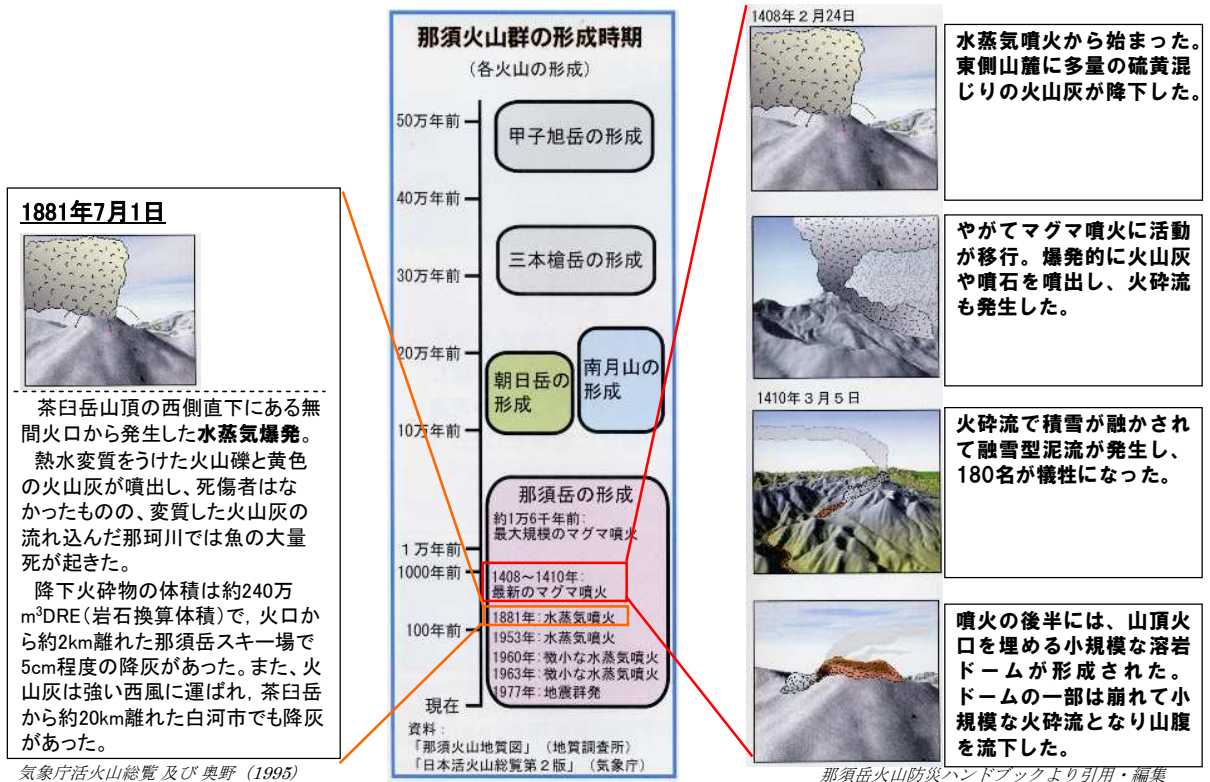 1881年7月1日
茶臼岳山頂の西側直下にある無
間火口から発生した水蒸気爆発。
熱水変質をうけた火山礫と黄色
の火山灰が噴出し、死傷者はな
かったものの、変質した火山灰の
流れ込んだ那珂川では魚の大量
死が起きた。
降下火砕物の体積は約240万
m³DRE(岩石換算体積)で, 火口か
ら約2km離れた那須岳スキー場で
5cm程度の降灰があった。また、火
山灰は強い西風に運ばれ, 茶臼岳
から約20km離れた白河市でも降灰
があった。
気象庁活火山総覧 及び 奥野 (1995)
那須火山群の形成時期
(各火山の形成)
50万年前
甲子旭岳の形成
40万年前
三本槍岳の形成
30万年前
20万年前
朝日岳の
形成
南月山の
形成
10万年前
那須岳の形成
約1万6千年前:
最大規模のマグマ噴火
1万年前
1000年前
1408～1410年:
最新のマグマ噴火
1881年:水蒸気噴火
100年前
1953年:水蒸気噴火
1960年:微小な水蒸気噴火
1963年:微小な水蒸気噴火
1977年:地震群発
現在
資料:
「那須火山地質図」(地質調査所)
「日本活火山総覧第2版」(気象庁)
1408年2月24日
水蒸気噴火から始まった。
東側山麓に多量の硫黄混
じりの火山灰が降下した。
やがてマグマ噴火に活動
が移行。爆発的に火山灰
や噴石を噴出し、火砕流
も発生した。
1410年3月5日
火砕流で積雪が融かされ
て融雪型泥流が発生し、
180名が犠牲になった。
噴火の後半には、山頂火
口を埋める小規模な溶岩
ドームが形成された。
ドームの一部は崩れて小
規模な火砕流となり山腹
を流下した。
那須岳火山防災ハンドブックより引用・編集